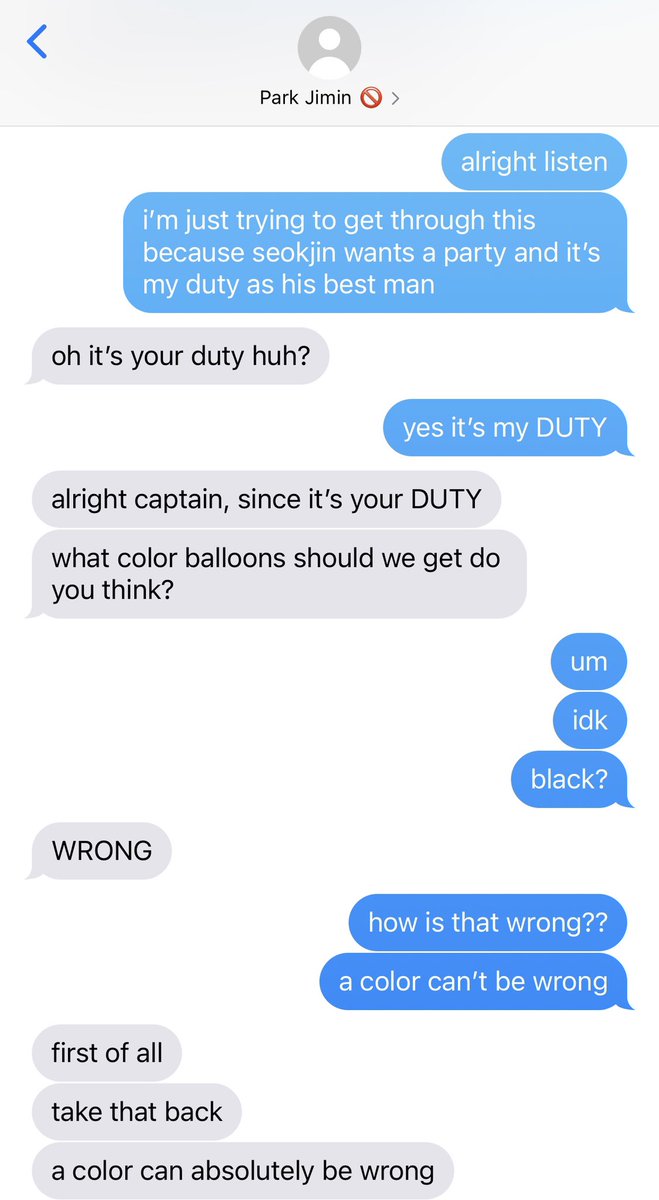 Park Jimin 🚫
alright listen
i’m just trying to get through this
because seokjin wants a party and it’s
my duty as his best man
oh it’s your duty huh?
yes it’s my DUTY
alright captain, since it’s your DUTY
what color balloons should we get do
you think?
um
idk
black?
WRONG
how is that wrong??
a color can’t be wrong
first of all
take that back
a color can absolutely be wrong